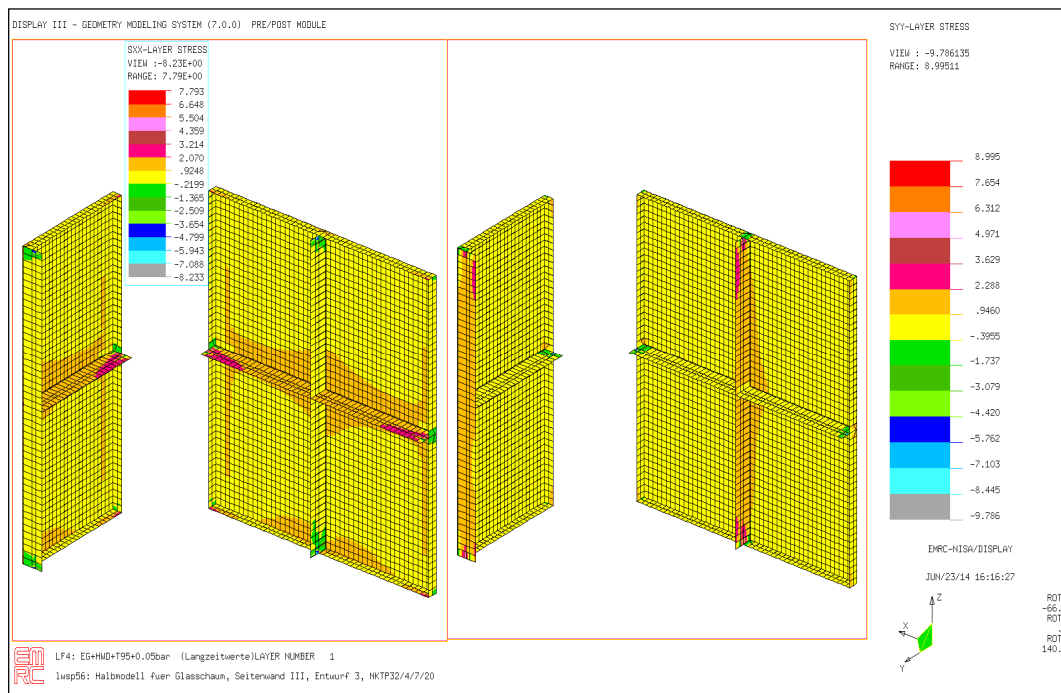 DISPLAY III - GEOMETRY MODELING SYSTEM (7.0.0) PRE/POST MODULE
SXX-LAYER STRESS
VIEW :-8.23E+00
RANGE: 7.79E+00
7.793
6.648
5.504
4.359
3.214
2.070
.9248
-.2199
-1.365
-2.509
-3.654
-4.799
-5.943
-7.088
-8.233
SYY-LAYER STRESS
VIEW : -9.786135
RANGE: 8.99511
8.995
7.654
6.312
4.971
3.629
2.288
.9460
-.3955
-1.737
-3.079
-4.420
-5.762
-7.103
-8.445
-9.786
EMRC-NISA/DISPLAY
JUN/23/14 16:16:27
Z
X
Y
ROT
-66.
ROT
.
ROT
140.
EMRC
LF4: EG+HWD+T95+0.05bar (Langzeitwerte)LAYER NUMBER 1
lwsp56: Halbmodell fuer Glasschaum, Seitenwand III, Entwurf 3, NKTP32/4/7/20